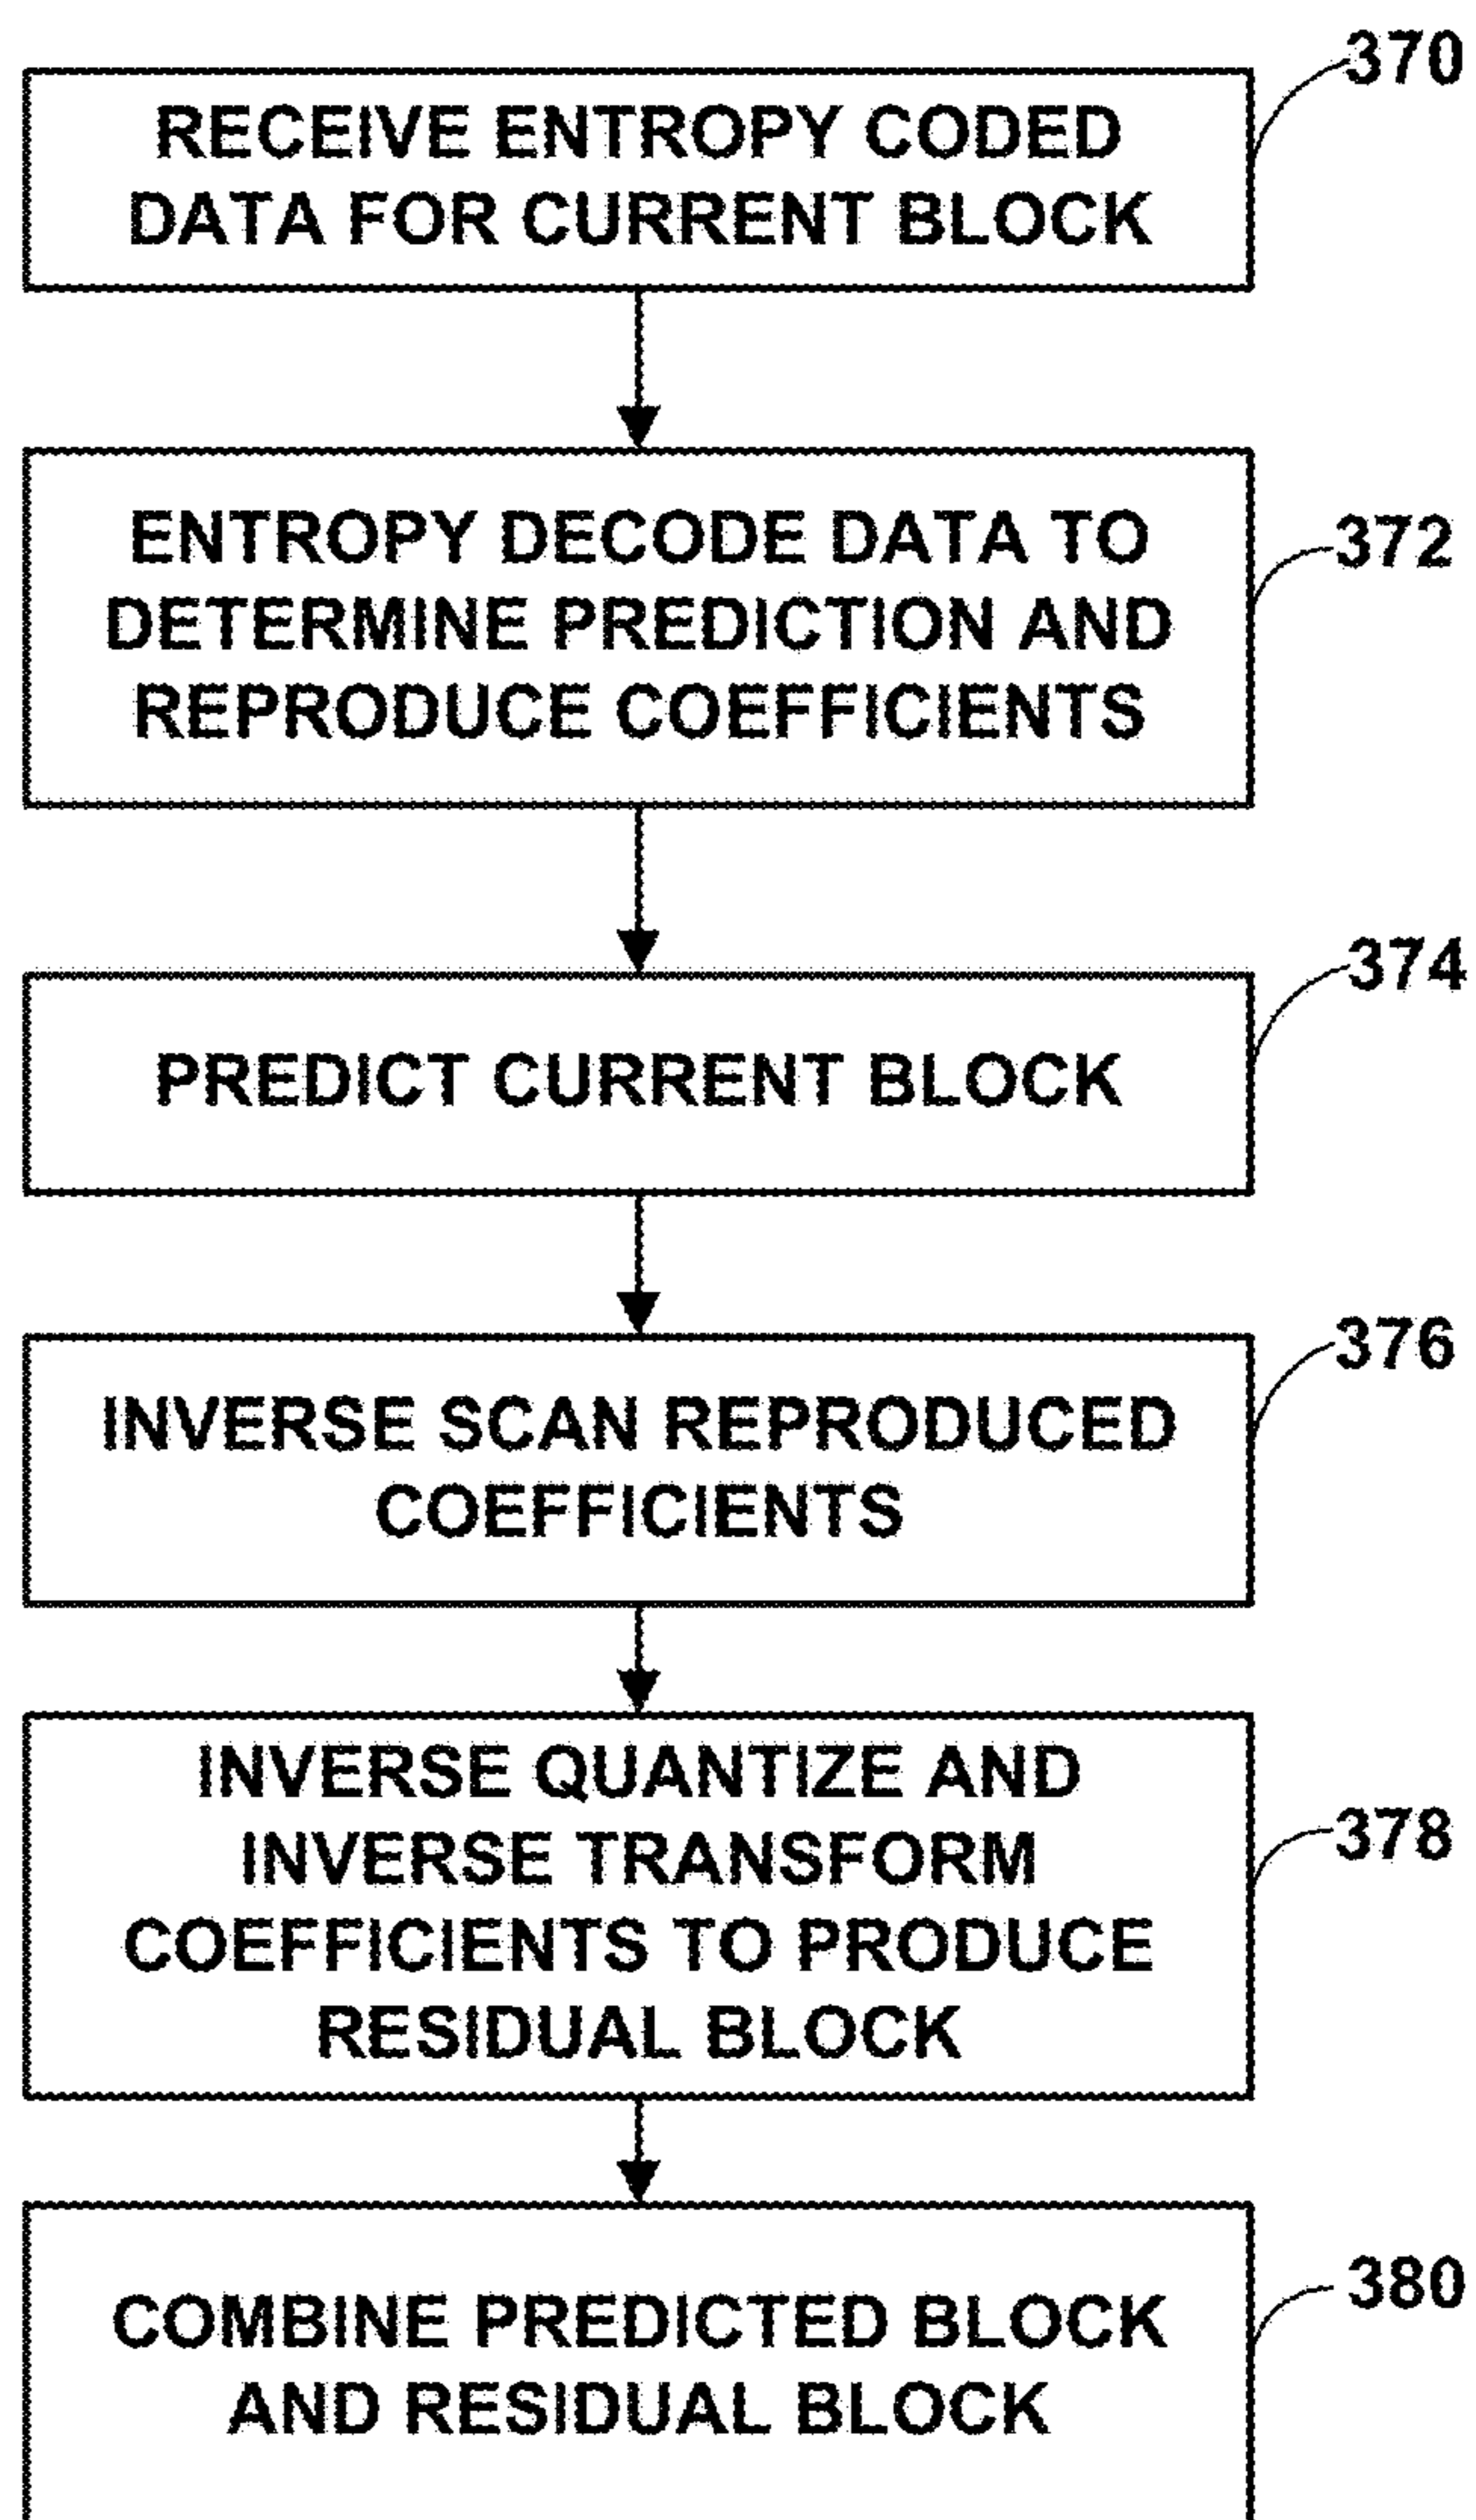 370
RECEIVE ENTROPY CODED
DATA FOR CURRENT BLOCK
372
ENTROPY DECODE DATA TO
DETERMINE PREDICTION AND
REPRODUCE COEFFICIENTS
374
PREDICT CURRENT BLOCK
376
INVERSE SCAN REPRODUCED
COEFFICIENTS
378
INVERSE QUANTIZE AND
INVERSE TRANSFORM
COEFFICIENTS TO PRODUCE
RESIDUAL BLOCK
380
COMBINE PREDICTED BLOCK
AND RESIDUAL BLOCK